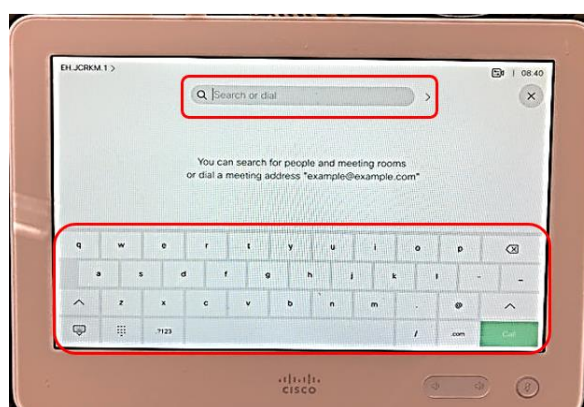 EH.JCRKM.1 >
08:40
Search or dial
You can search for people and meeting rooms
or dial a meeting address "example@example.com"
q w e r t y u i o p
a s d f g h j k l - _
z x c v b n m . @
?123 / .com Call
CISCO